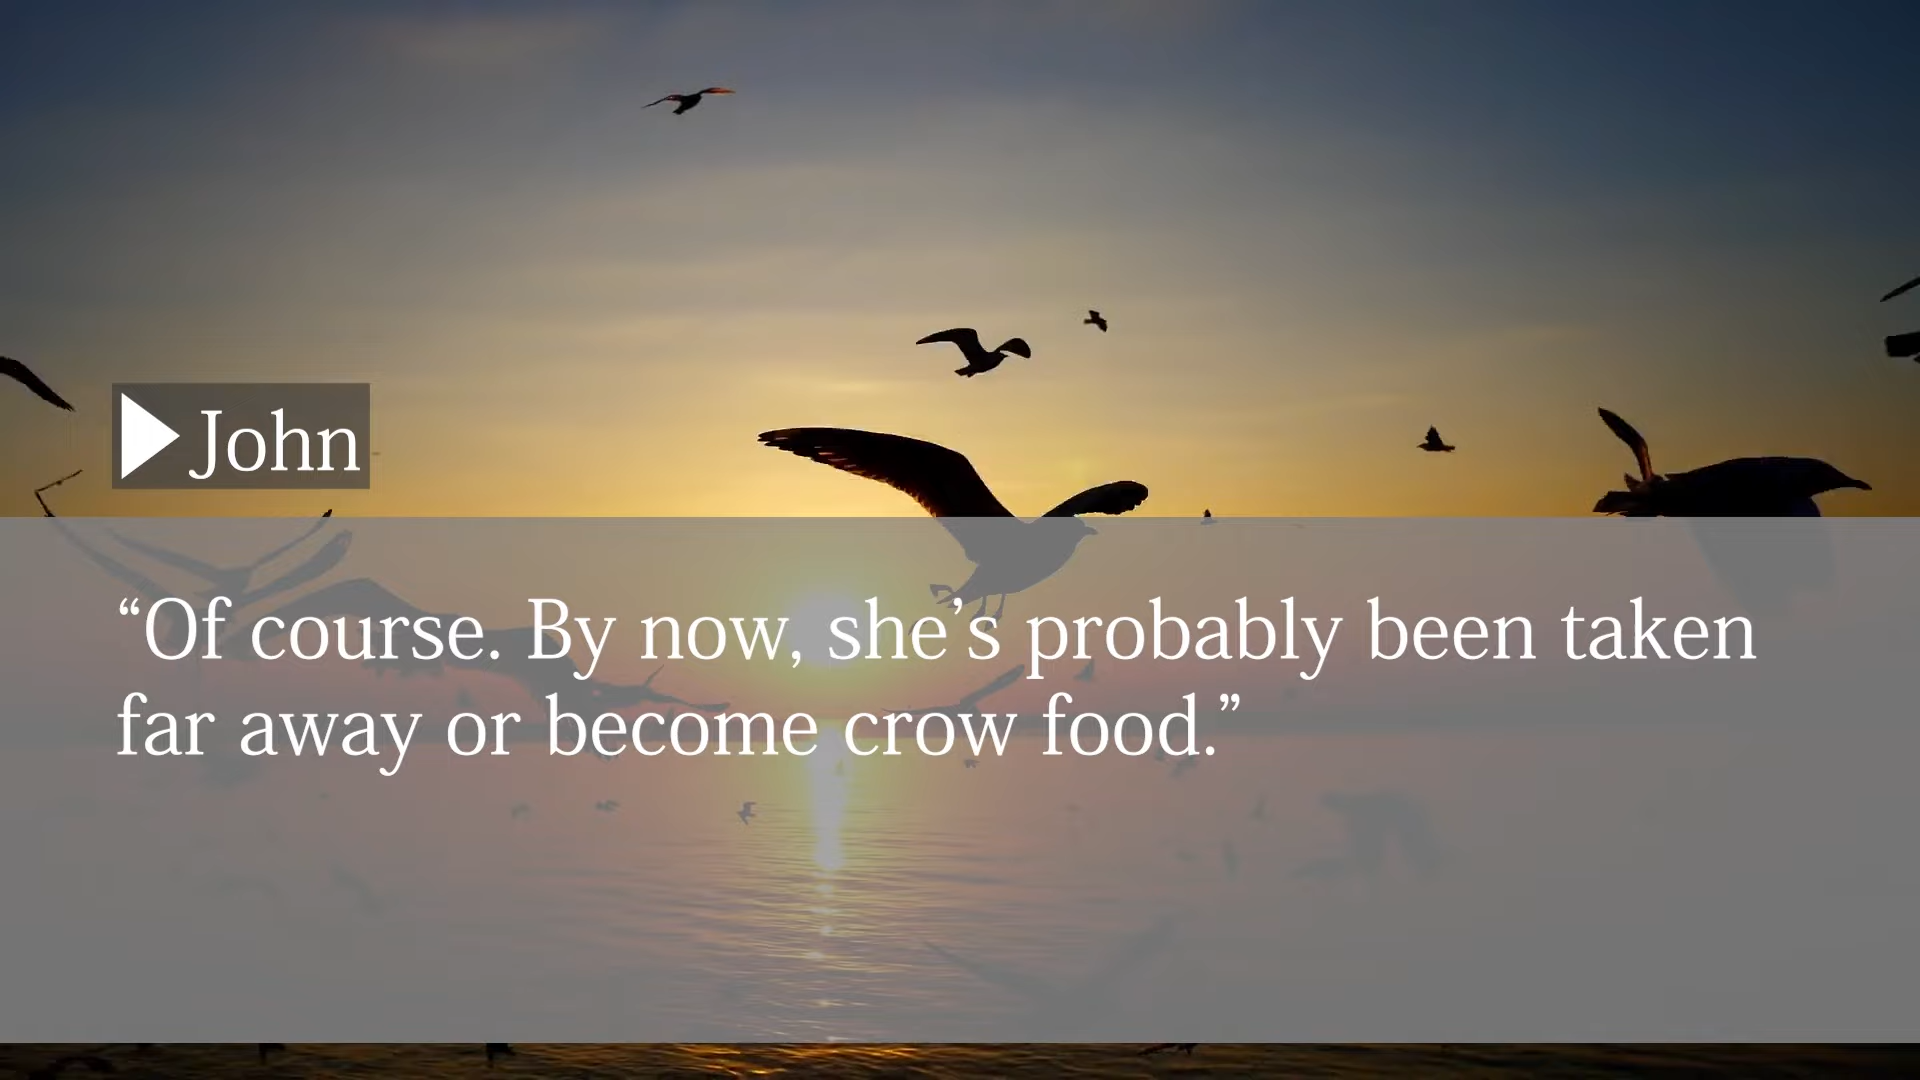 John
“Of course. By now, she’s probably been taken
far away or become crow food.”